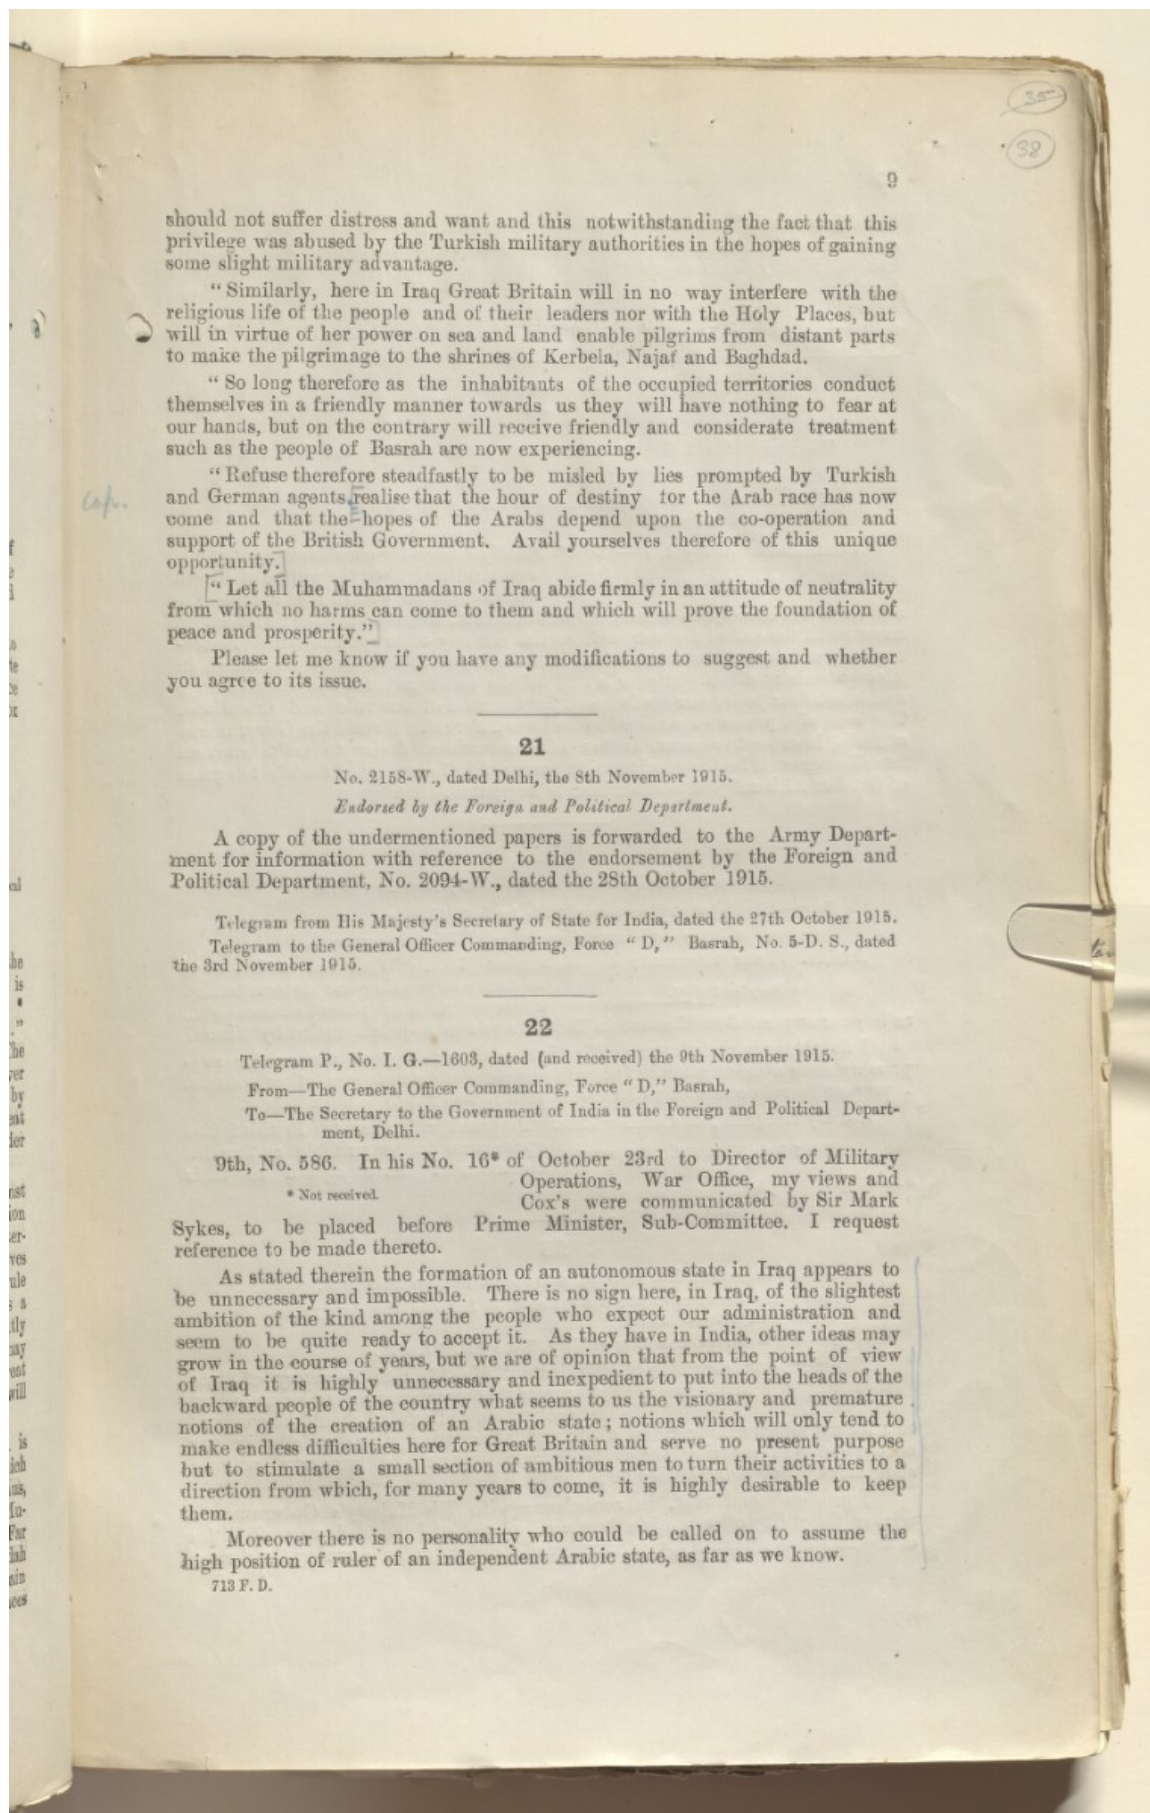 35
38
9
should not suffer distress and want and this notwithstanding the fact that this
privilege was abused by the Turkish military authorities in the hopes of gaining
some slight military advantage.
“ Similarly, here in Iraq Great Britain will in no way interfere with the
religious life of the people and of their leaders nor with the Holy Places, but
will in virtue of her power on sea and land enable pilgrims from distant parts
to make the pilgrimage to the shrines of Kerbela, Najaf and Baghdad.
“ So long therefore as the inhabitants of the occupied territories conduct
themselves in a friendly manner towards us they will have nothing to fear at
our hands, but on the contrary will receive friendly and considerate treatment
such as the people of Basrah are now experiencing.
“ Refuse therefore steadfastly to be misled by lies prompted by Turkish
and German agents, realise that the hour of destiny for the Arab race has now
come and that the hopes of the Arabs depend upon the co-operation and
support of the British Government. Avail yourselves therefore of this unique
opportunity.]
[“ Let all the Muhammadans of Iraq abide firmly in an attitude of neutrality
from which no harms can come to them and which will prove the foundation of
peace and prosperity.”]
Please let me know if you have any modifications to suggest and whether
you agree to its issue.
21
No. 2158-W., dated Delhi, the 8th November 1915.
Endorsed by the Foreign and Political Department.
A copy of the undermentioned papers is forwarded to the Army Depart-
ment for information with reference to the endorsement by the Foreign and
Political Department, No. 2094-W., dated the 28th October 1915.
Telegram from His Majesty's Secretary of State for India, dated the 27th October 1915.
Telegram to the General Officer Commanding, Force “ D,” Basrah, No. 5-D. S., dated
the 3rd November 1915.
22
Telegram P., No. I. G.—1603, dated (and received) the 9th November 1915.
From—The General Officer Commanding, Force “ D,” Basrah,
To—The Secretary to the Government of India in the Foreign and Political Depart-
ment, Delhi.
9th, No. 586. In his No. 16* of October 23rd to Director of Military
Operations, War Office, my views and
* Not received.
Cox's were communicated by Sir Mark
Sykes, to be placed before Prime Minister, Sub-Committee. I request
reference to be made thereto.
As stated therein the formation of an autonomous state in Iraq appears to
be unnecessary and impossible. There is no sign here, in Iraq, of the slightest
ambition of the kind among the people who expect our administration and
seem to be quite ready to accept it. As they have in India, other ideas may
grow in the course of years, but we are of opinion that from the point of view
of Iraq it is highly unnecessary and inexpedient to put into the heads of the
backward people of the country what seems to us the visionary and premature
notions of the creation of an Arabic state ; notions which will only tend to
make endless difficulties here for Great Britain and serve no present purpose
but to stimulate a small section of ambitious men to turn their activities to a
direction from which, for many years to come, it is highly desirable to keep
them.
Moreover there is no personality who could be called on to assume the
high position of ruler of an independent Arabic state, as far as we know.
713 F. D.